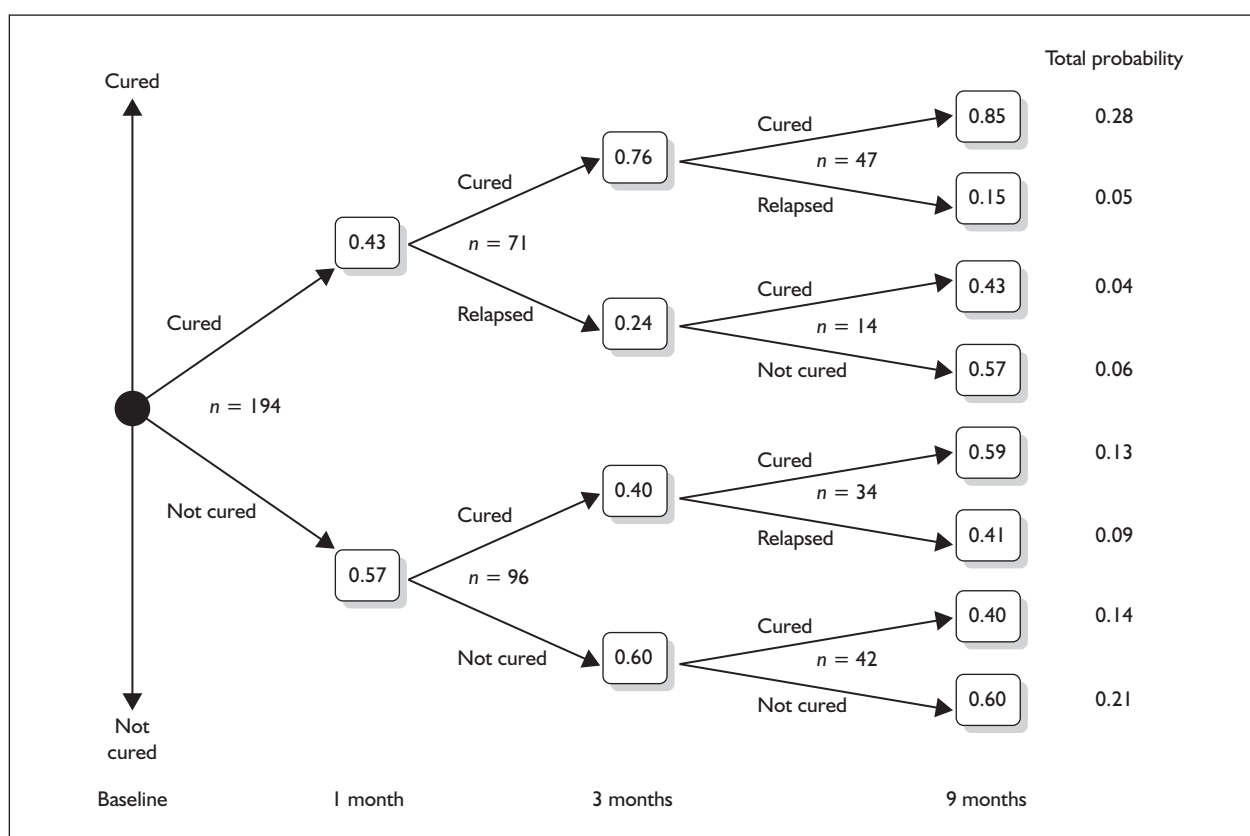 Total probability
Cured
Cured
0.85
0.28
0.76
n = 47
Cured
Relapsed
0.15
0.05
0.43
n = 71
Cured
0.43
0.04
Relapsed
0.24
n = 14
Cured
Not cured
0.57
0.06
n = 194
Cured
0.59
0.13
0.40
n = 34
Not cured
Cured
Relapsed
0.41
0.09
0.57
n = 96
Cured
0.40
0.14
Not cured
0.60
n = 42
Not cured
0.60
0.21
Not
cured
Baseline
1 month
3 months
9 months